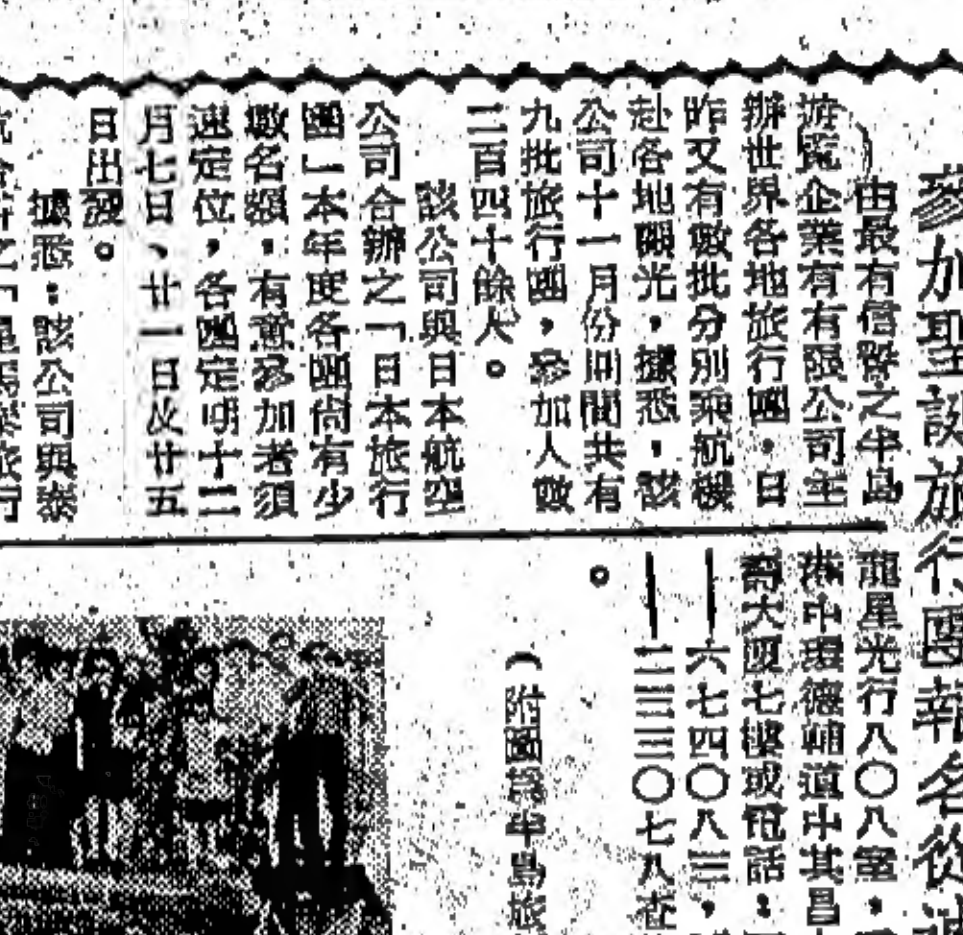 參加聖誕旅行團報名從速
由最有信譽之半島
遊覽企業有有限公司主
辦世界各地旅行團，日
昨又有數批分別乘航機
赴各地觀光，據悉，該
公司十一月份期間共有
九批旅行團，參加人數
二百四十餘人。
該公司與日本航空
公司合辦之「日本旅行
團」本年度各團尚有少
數名額，有意參加者須
速定位，各團定明十二
月七日、廿一日及廿五
日出發。
據悉：該公司與泰
龍星光行八〇八室，
港中環德輔道中其昌
商大廈七樓或電話：
——六七四〇八三，
——二三三〇七八查
。
（附圖為半島旅